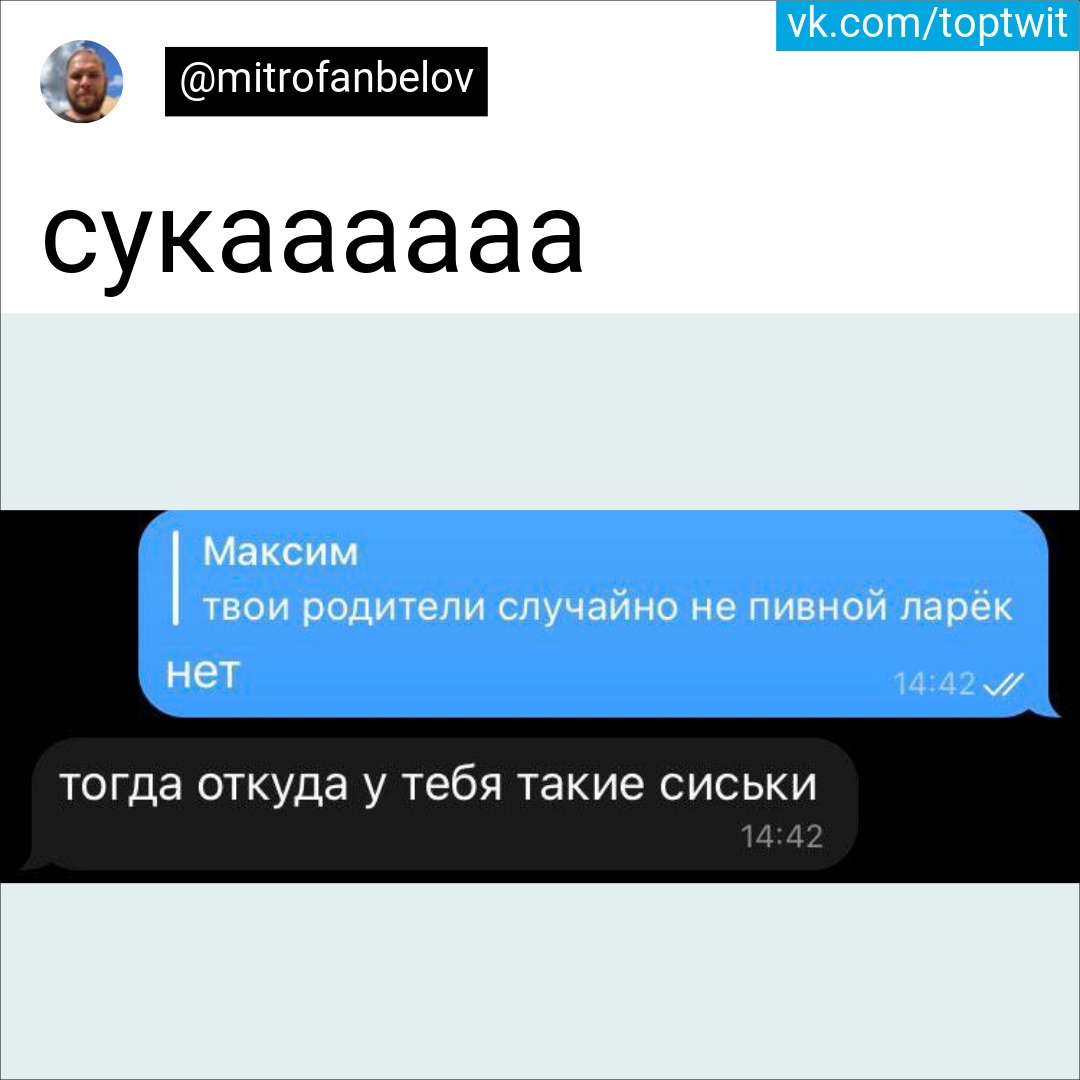 vk.com/toptwit
@mitrofanbelov
сукаааааа
Максим
твои родители случайно не пивной ларёк
нет
14:42
тогда откуда у тебя такие сиськи
14:42